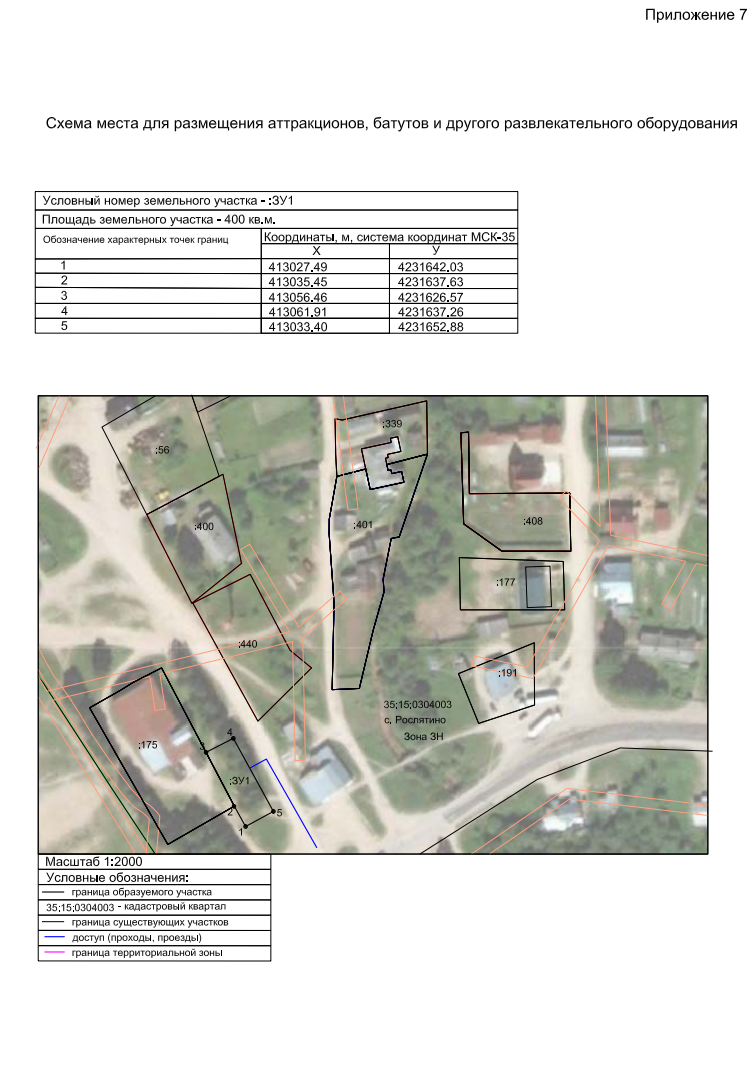 Приложение 7
Схема места для размещения аттракционов, батутов и другого развлекательного оборудования
Условный номер земельного участка - :ЗУ1
Площадь земельного участка - 400 кв.м.
Обозначение характерных точек границ
Координаты, м, система координат МСК-35
X У
1 413027.49 4231642.03
2 413035.45 4231637.63
3 413056.46 4231626.57
4 413061.91 4231637.26
5 413033.40 4231652.88
:339
:56
:400
:401
:408
:177
:440
:191
35:15:0304003
с. Рослятино
Зона ЗН
:175
4
3
:ЗУ1
2
5
1
Масштаб 1:2000
Условные обозначения:
граница образуемого участка
35:15:0304003 - кадастровый квартал
граница существующих участков
доступ (проходы, проезды)
граница территориальной зоны